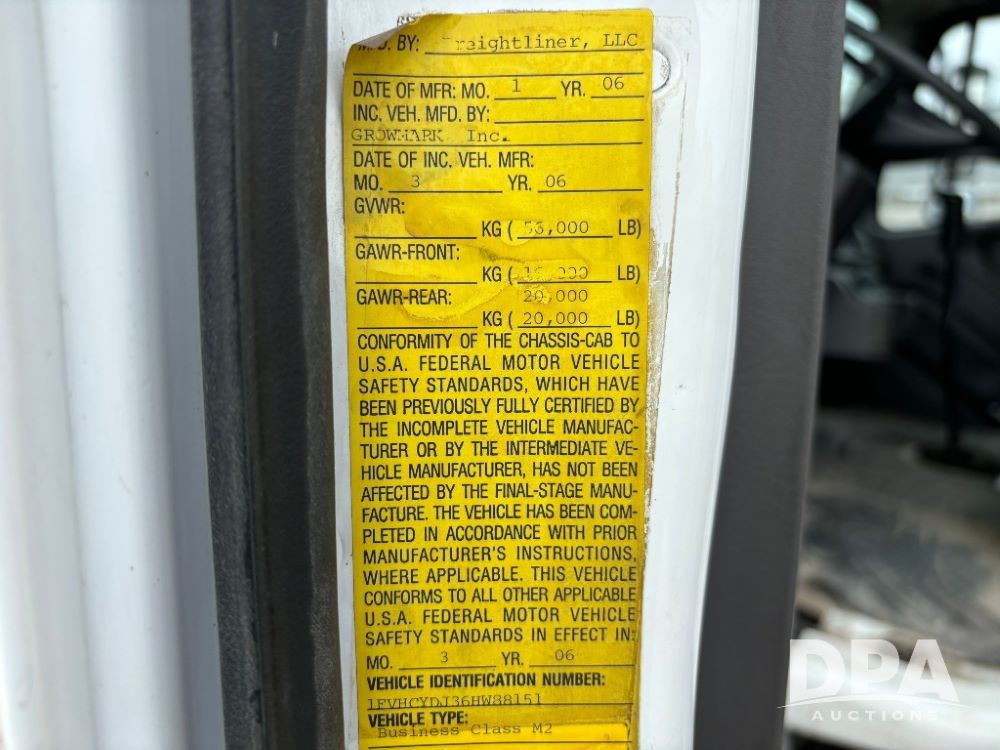 BY: Freightliner, LLC
DATE OF MFR: MO. 1 YR. 06
INC. VEH. MFD. BY:
GROWMARK Inc.
DATE OF INC. VEH. MFR:
MO. 3 YR. 06
GVWR:
KG ( 56,000 LB)
GAWR-FRONT:
KG ( LB)
GAWR-REAR: 20,000
KG ( 20,000 LB)
CONFORMITY OF THE CHASSIS-CAB TO
U.S.A. FEDERAL MOTOR VEHICLE
SAFETY STANDARDS, WHICH HAVE
BEEN PREVIOUSLY FULLY CERTIFIED BY
THE INCOMPLETE VEHICLE MANUFAC-
TURER OR BY THE INTERMEDIATE VE-
HICLE MANUFACTURER, HAS NOT BEEN
AFFECTED BY THE FINAL-STAGE MANU-
FACTURE. THE VEHICLE HAS BEEN COM-
PLETED IN ACCORDANCE WITH PRIOR
MANUFACTURER'S INSTRUCTIONS,
WHERE APPLICABLE. THIS VEHICLE
CONFORMS TO ALL OTHER APPLICABLE
U.S.A. FEDERAL MOTOR VEHICLE
SAFETY STANDARDS IN EFFECT IN:
MO. 3 YR. 06
VEHICLE IDENTIFICATION NUMBER:
1FVHCYDJ36HW88151
VEHICLE TYPE:
Business Class M2
DPA
AUCTIONS